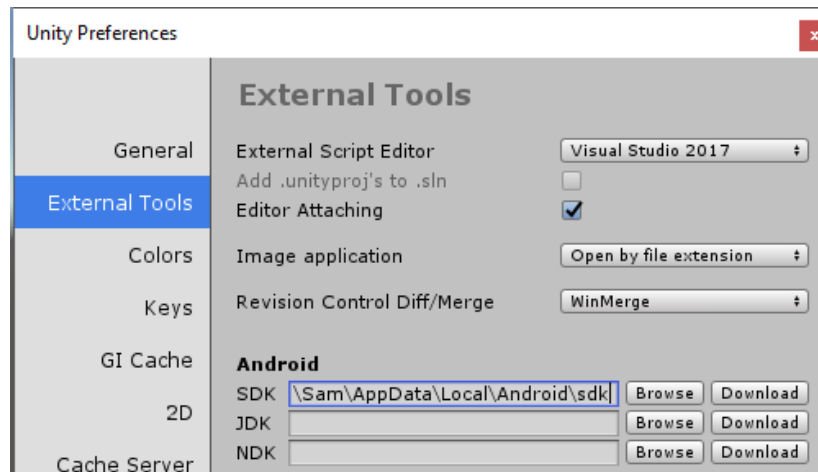 Unity Preferences
x
External Tools
General
External Tools
Colors
Keys
GI Cache
2D
Cache Server
External Script Editor
Visual Studio 2017
Add .unityproj's to .sln
Editor Attaching
Image application
Open by file extension
Revision Control Diff/Merge
WinMerge
Android
SDK \Sam\AppData\Local\Android\sdk Browse Download
JDK Browse Download
NDK Browse Download